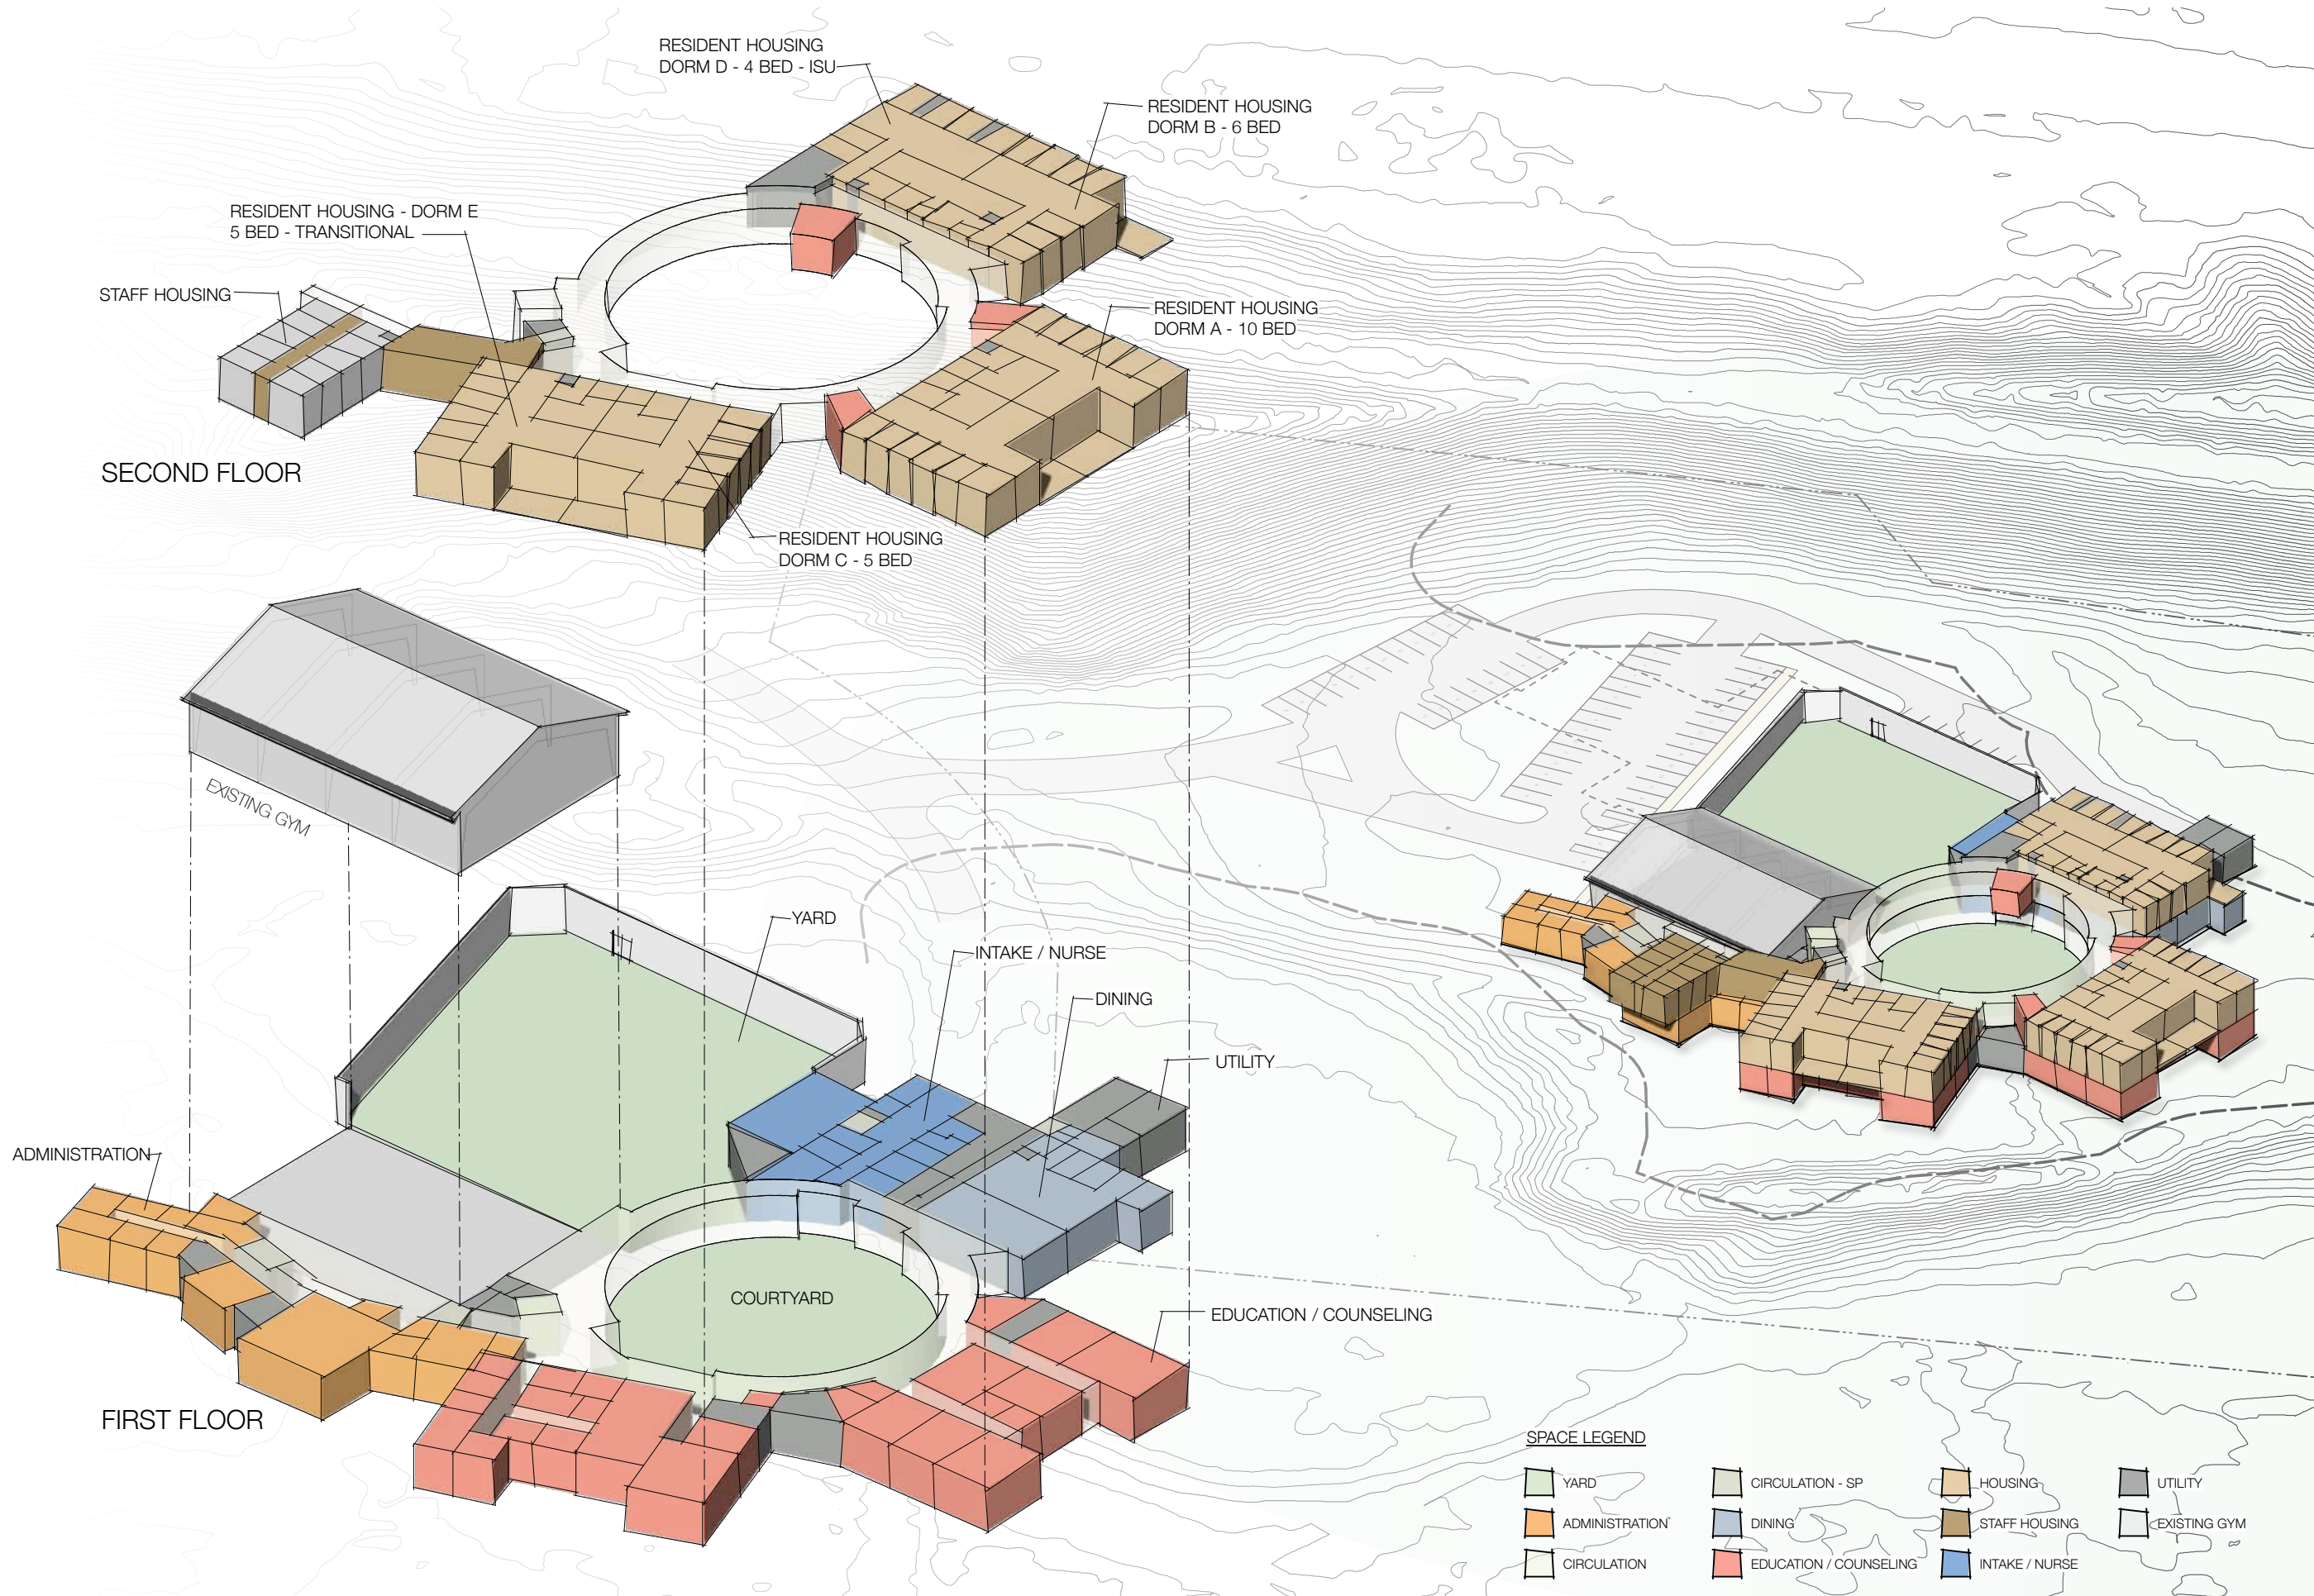 RESIDENT HOUSING
DORM D - 4 BED - ISU
RESIDENT HOUSING
DORM B - 6 BED
RESIDENT HOUSING - DORM E
5 BED - TRANSITIONAL
STAFF HOUSING
RESIDENT HOUSING
DORM A - 10 BED
SECOND FLOOR
RESIDENT HOUSING
DORM C - 5 BED
EXISTING GYM
YARD
INTAKE / NURSE
DINING
UTILITY
ADMINISTRATION
COURTYARD
EDUCATION / COUNSELING
FIRST FLOOR
SPACE LEGEND
YARD
CIRCULATION - SP
HOUSING
UTILITY
ADMINISTRATION
DINING
STAFF HOUSING
EXISTING GYM
CIRCULATION
EDUCATION / COUNSELING
INTAKE / NURSE